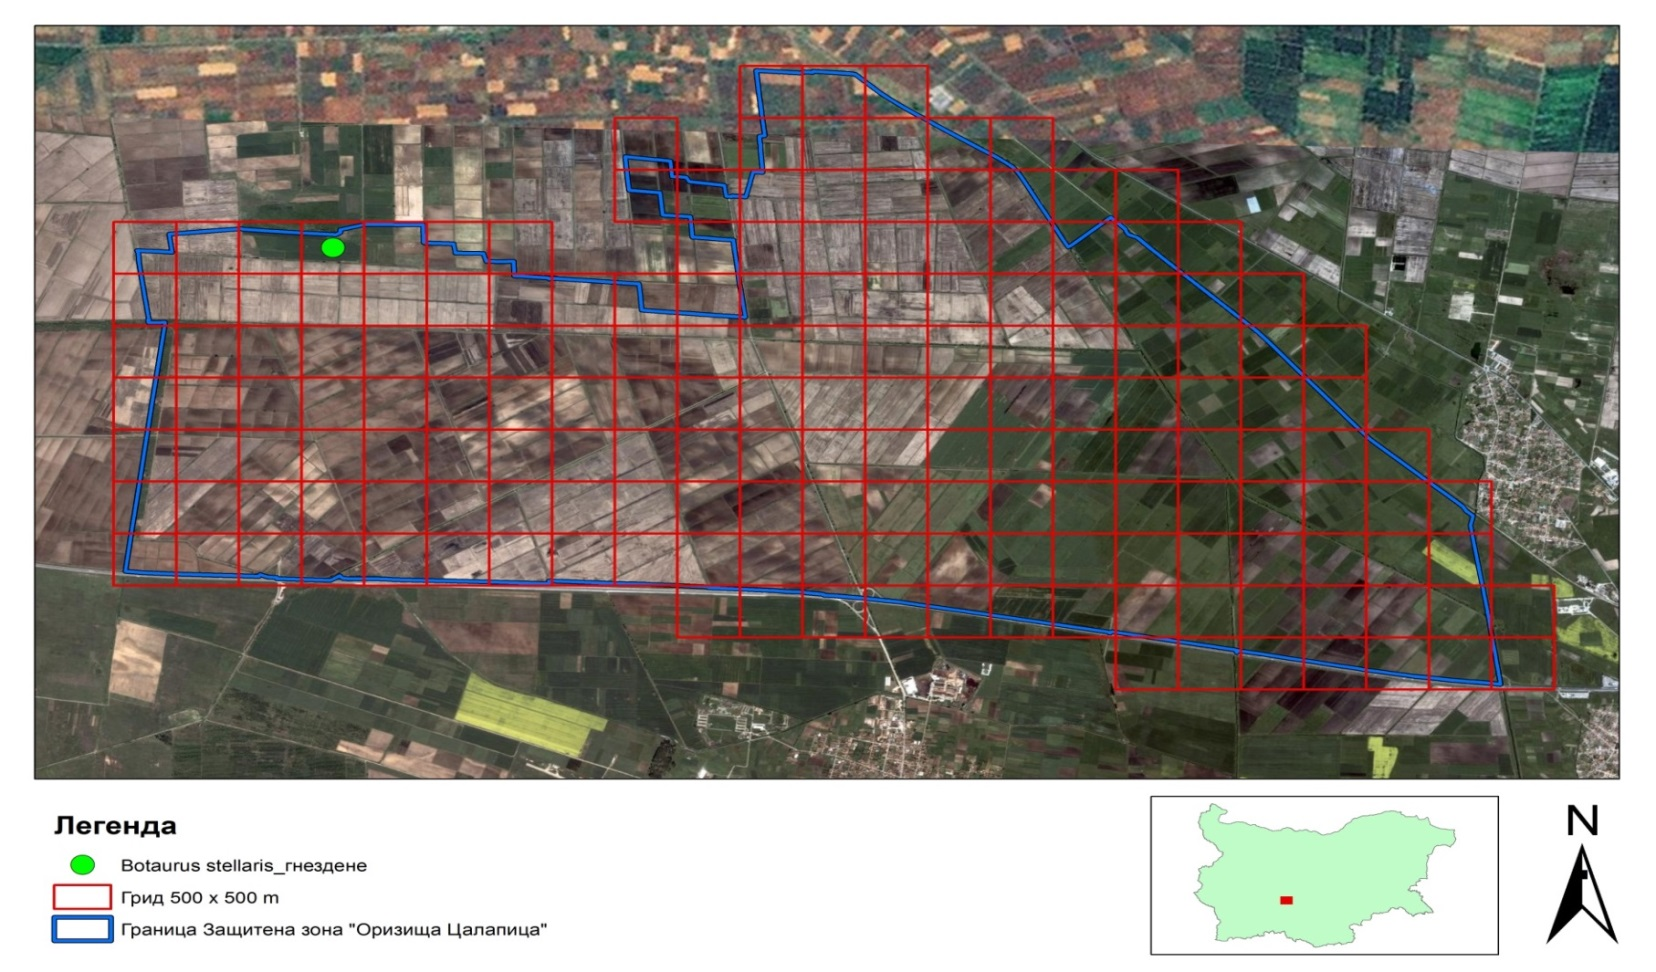 Легенда
Botaurus stellaris_гнездене
Грид 500 x 500 m
Граница Защитена зона "Оризища Цалапица"
N